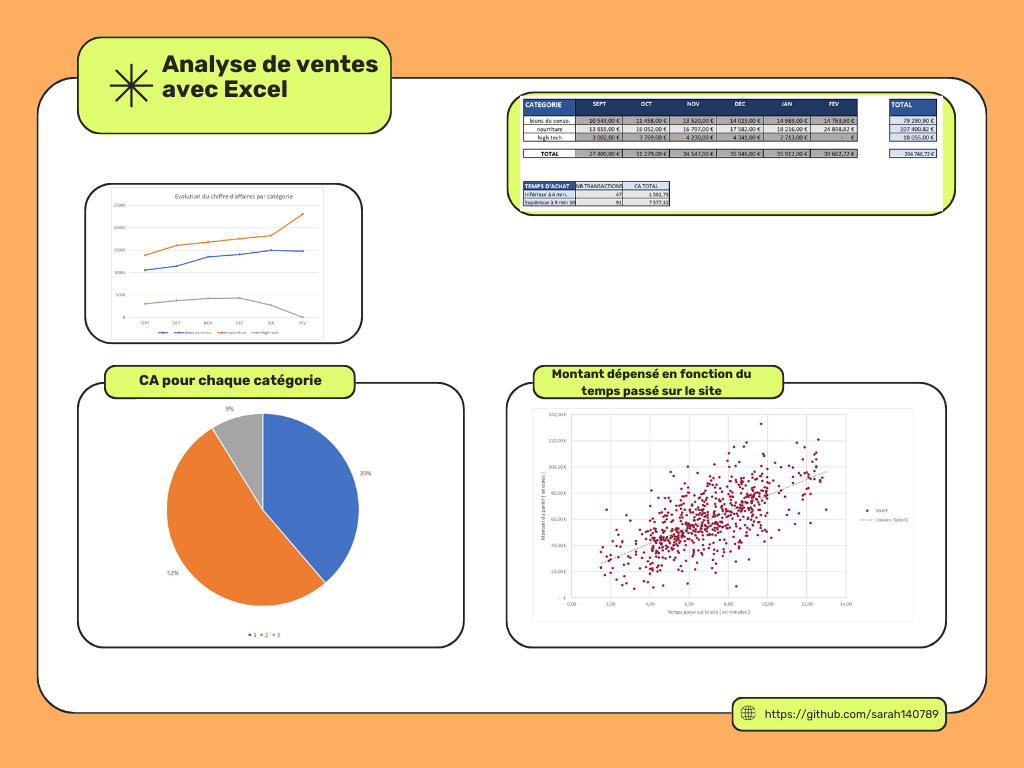 Analyse de ventes
avec Excel
CATEGORIE SEPT OCT NOV DEC JAN FEV TOTAL
biens de conso. 10 543,00 € 11 458,00 € 13 520,00 € 14 023,00 € 14 983,00 € 14 763,90 € 79 290,90 €
nourriture 13 855,00 € 16 052,00 € 16 797,00 € 17 582,00 € 18 216,00 € 24 898,82 € 107 400,82 €
high tech 3 002,00 € 3 769,00 € 4 230,00 € 4 341,00 € 2 713,00 € - € 18 055,00 €
TOTAL 27 400,00 € 31 279,00 € 34 547,00 € 35 946,00 € 35 912,00 € 39 662,72 € 204 746,72 €
TEMPS D'ACHAT NB TRANSACTIONS CA TOTAL
Inférieur à 4 min. 47 1 562,79
Supérieur à 9 min 30 91 7 577,32
Evolution du chiffre d'affaires par catégorie
25000
20000
15000
10000
5000
0
SEPT OCT NOV DEC JAN FEV
biens de conso. nourriture high tech
CA pour chaque catégorie
9%
39%
52%
1 2 3
Montant dépensé en fonction du
temps passé sur le site
140,00 €
120,00 €
100,00 €
80,00 €
60,00 €
40,00 €
20,00 €
- €
0,00 2,00 4,00 6,00 8,00 10,00 12,00 14,00
Montant du panier ( en euros )
Temps passé sur le site ( en minutes )
Série1
Linéaire (Série1)
https://github.com/sarah140789